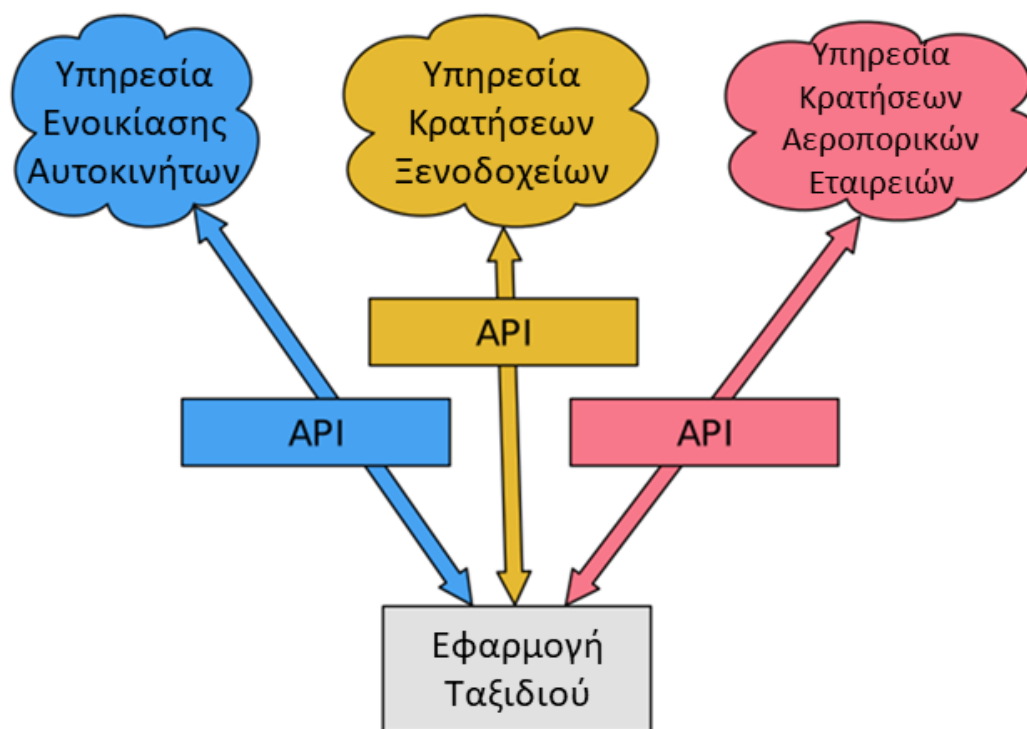 Υπηρεσία
Ενοικίασης
Αυτοκινήτων
Υπηρεσία
Κρατήσεων
Ξενοδοχείων
Υπηρεσία
Κρατήσεων
Αεροπορικών
Εταιρειών
API
API
API
Εφαρμογή
Ταξιδιού